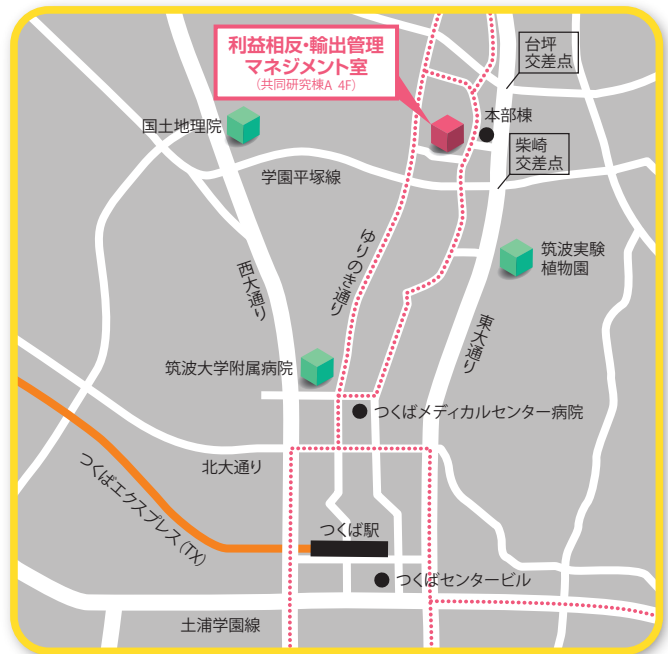 利益相反・輸出管理
マネジメント室
(共同研究棟A 4F)
台坪
交差点
国土地理院
本部棟
柴崎
交差点
学園平塚線
ゆりのき通り
西大通り
筑波実験
植物園
東大通り
筑波大学附属病院
つくばメディカルセンター病院
北大通り
つくばエクスプレス(TX)
つくば駅
つくばセンタービル
土浦学園線